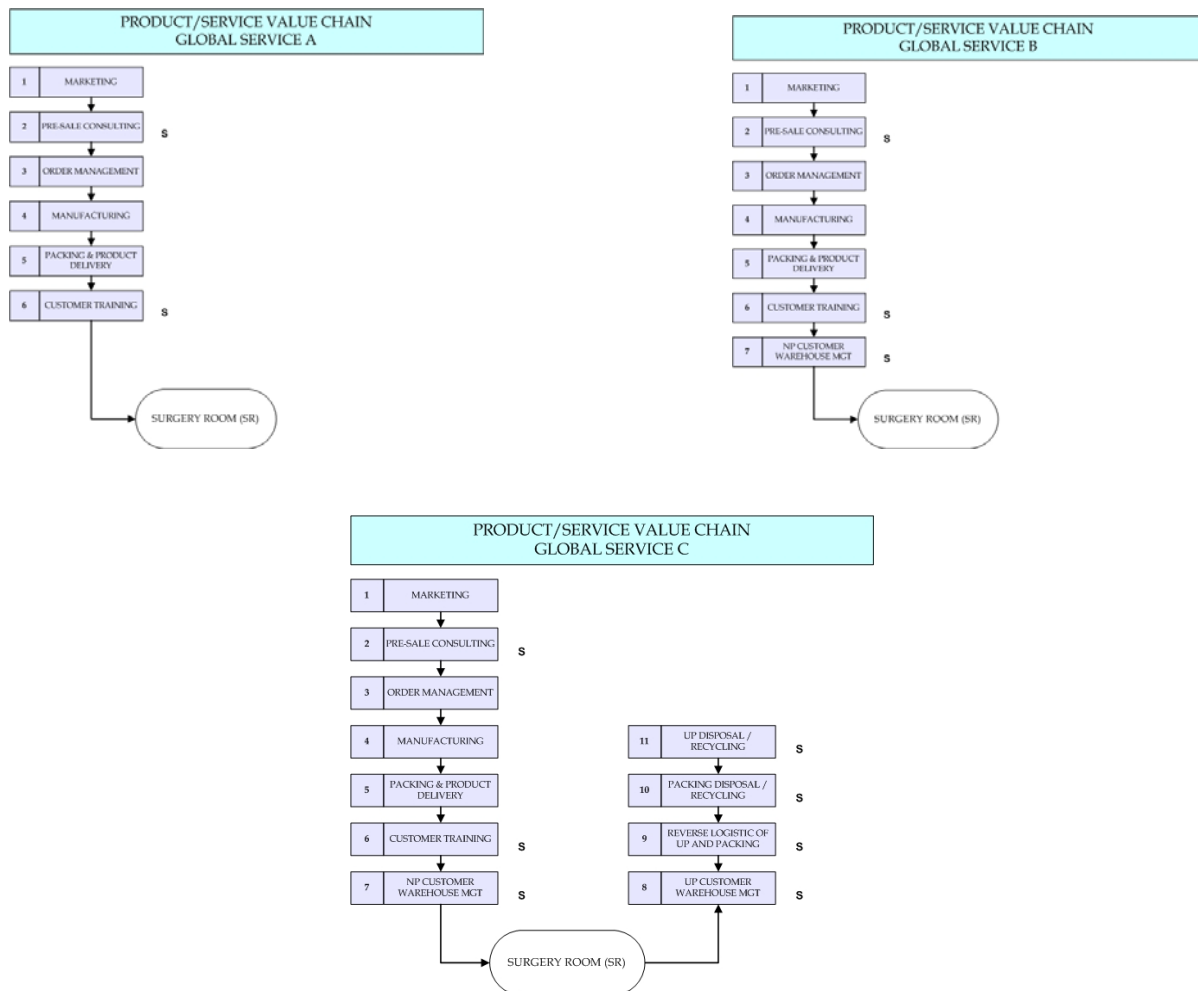 PRODUCT/SERVICE VALUE CHAIN
GLOBAL SERVICE A
1 MARKETING
2 PRE-SALE CONSULTING S
3 ORDER MANAGEMENT
4 MANUFACTURING
5 PACKING & PRODUCT
DELIVERY
6 CUSTOMER TRAINING S
SURGERY ROOM (SR)
PRODUCT/SERVICE VALUE CHAIN
GLOBAL SERVICE B
1 MARKETING
2 PRE-SALE CONSULTING S
3 ORDER MANAGEMENT
4 MANUFACTURING
5 PACKING & PRODUCT
DELIVERY
6 CUSTOMER TRAINING S
7 NP CUSTOMER
WAREHOUSE MGT S
SURGERY ROOM (SR)
PRODUCT/SERVICE VALUE CHAIN
GLOBAL SERVICE C
1 MARKETING
2 PRE-SALE CONSULTING S
3 ORDER MANAGEMENT
4 MANUFACTURING
5 PACKING & PRODUCT
DELIVERY
6 CUSTOMER TRAINING S
7 NP CUSTOMER
WAREHOUSE MGT S
SURGERY ROOM (SR)
11 UP DISPOSAL /
RECYCLING S
10 PACKING DISPOSAL /
RECYCLING S
9 REVERSE LOGISTIC OF
UP AND PACKING S
8 UP CUSTOMER
WAREHOUSE MGT S